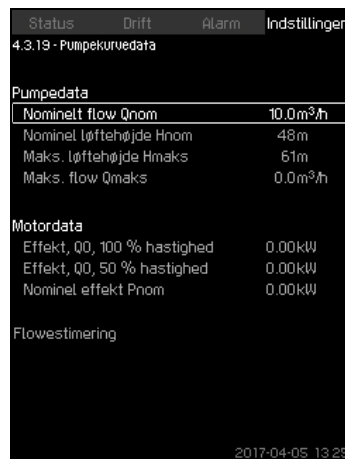 Status Drift Alarm Indstillinger
4.3.19 - Pumpekurvedata
Pumpedata
Nominelt flow Qnom 10.0m³/h
Nominel løftehøjde Hnom 48m
Maks. løftehøjde Hmaks 61m
Maks. flow Qmaks 0.0m³/h
Motordata
Effekt, Q0, 100 % hastighed 0.00kW
Effekt, Q0, 50 % hastighed 0.00kW
Nominel effekt Pnom 0.00kW
Flowestimering
2017-04-05 13:29